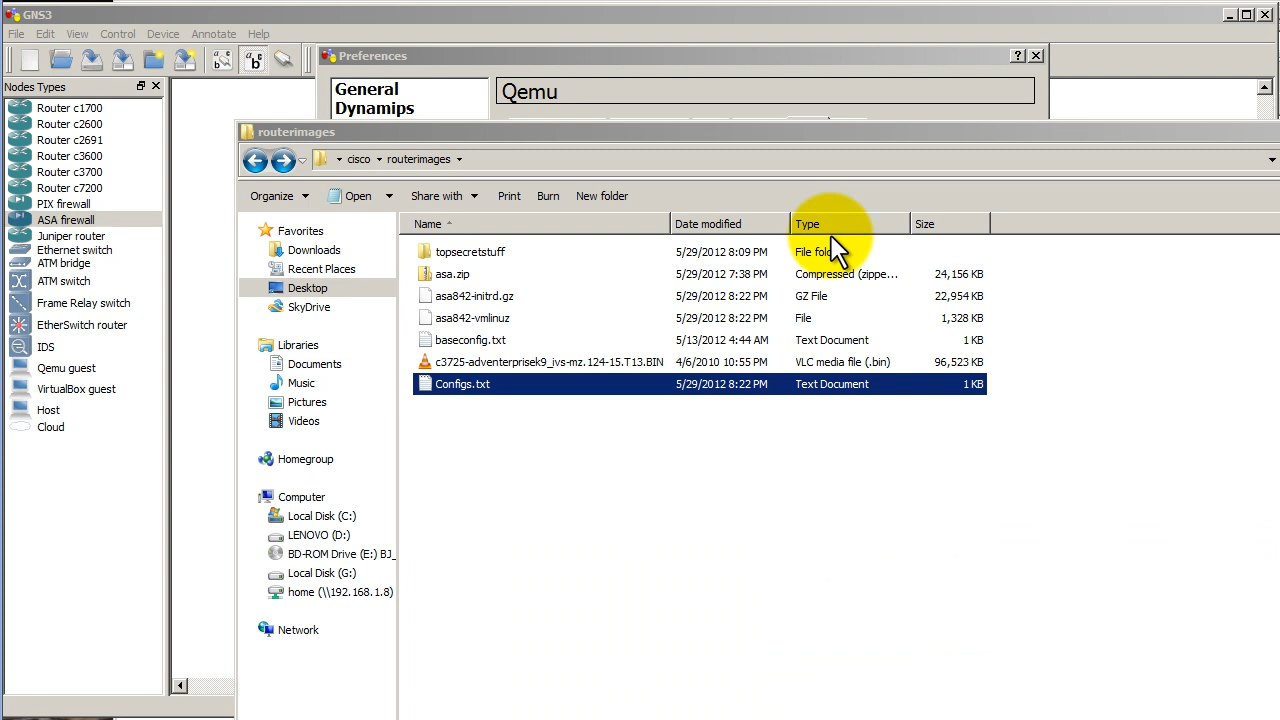 GNS3
File Edit View Control Device Annotate Help
Preferences
Nodes Types
Router c1700
Router c2600
Router c2691
Router c3600
Router c3700
Router c7200
PIX firewall
ASA firewall
Juniper router
Ethernet switch
ATM bridge
ATM switch
Frame Relay switch
EtherSwitch router
IDS
Qemu guest
VirtualBox guest
Host
Cloud
General
Dynamips
Qemu
routerimages
cisco routerimages
Organize Open Share with Print Burn New folder
Favorites
Downloads
Recent Places
Desktop
SkyDrive
Libraries
Documents
Music
Pictures
Videos
Homegroup
Computer
Local Disk (C:)
LENOVO (D:)
BD-ROM Drive (E:) BJ_
Local Disk (G:)
home (\\192.168.1.8)
Network
Name Date modified Type Size
topsecretstuff 5/29/2012 8:09 PM File fol
asa.zip 5/29/2012 7:38 PM Compressed (zippe... 24,156 KB
asa842-initrd.gz 5/29/2012 8:22 PM GZ File 22,954 KB
asa842-vmlinuz 5/29/2012 8:22 PM File 1,328 KB
baseconfig.txt 5/13/2012 4:44 AM Text Document 1 KB
c3725-adventerprisek9_ivs-mz.124-15.T13.BIN 4/6/2010 10:55 PM VLC media file (.bin) 96,523 KB
Configs.txt 5/29/2012 8:22 PM Text Document 1 KB